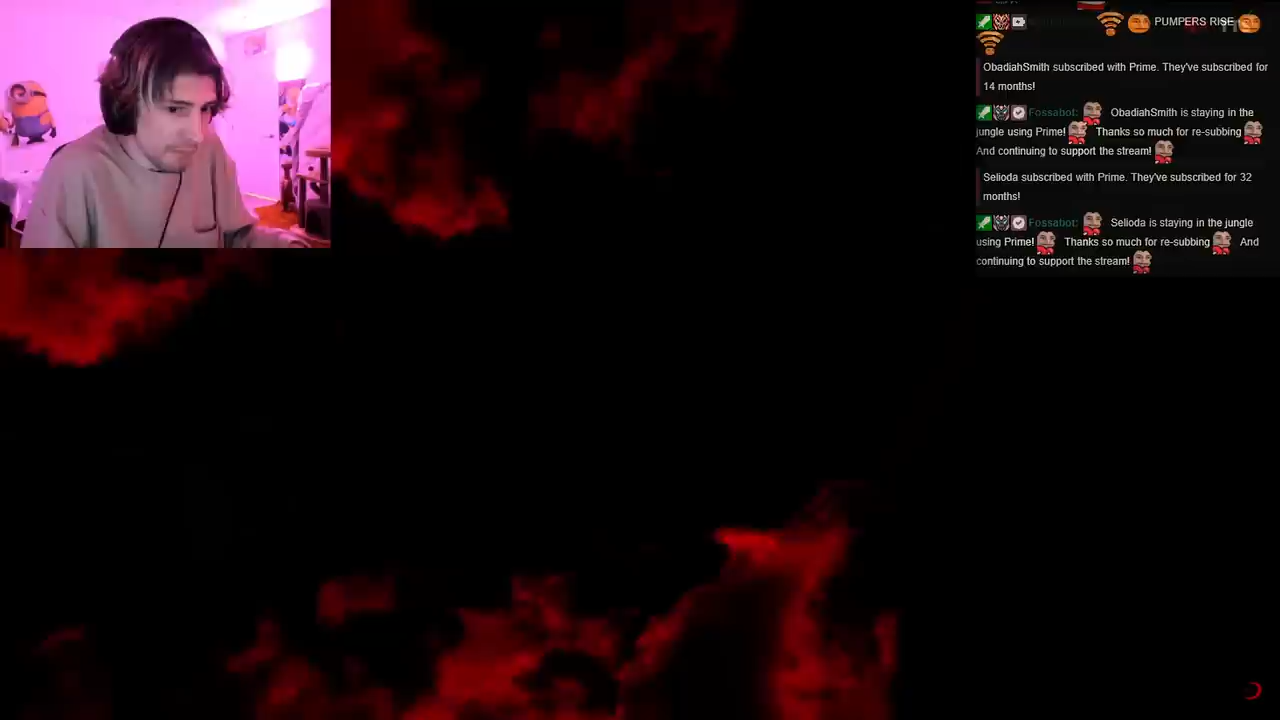 PUMPERS RISE
ObadiahSmith subscribed with Prime. They've subscribed for
14 months!
Fossabot: ObadiahSmith is staying in the
jungle using Prime! Thanks so much for re-subbing
And continuing to support the stream!
Selioda subscribed with Prime. They've subscribed for 32
months!
Fossabot: Selioda is staying in the jungle
using Prime! Thanks so much for re-subbing And
continuing to support the stream!